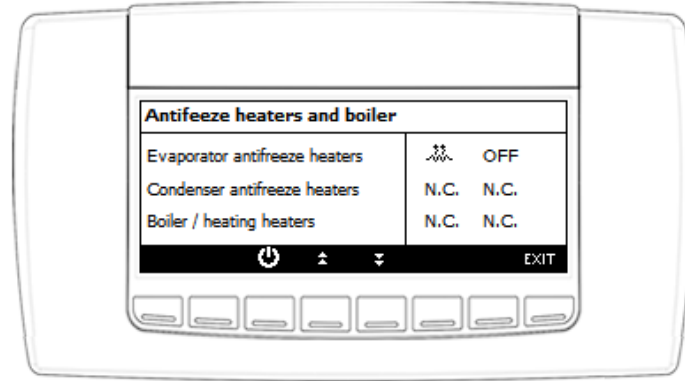 Antifeeze heaters and boiler
Evaporator antifreeze heaters OFF
Condenser antifreeze heaters N.C. N.C.
Boiler / heating heaters N.C. N.C.
EXIT